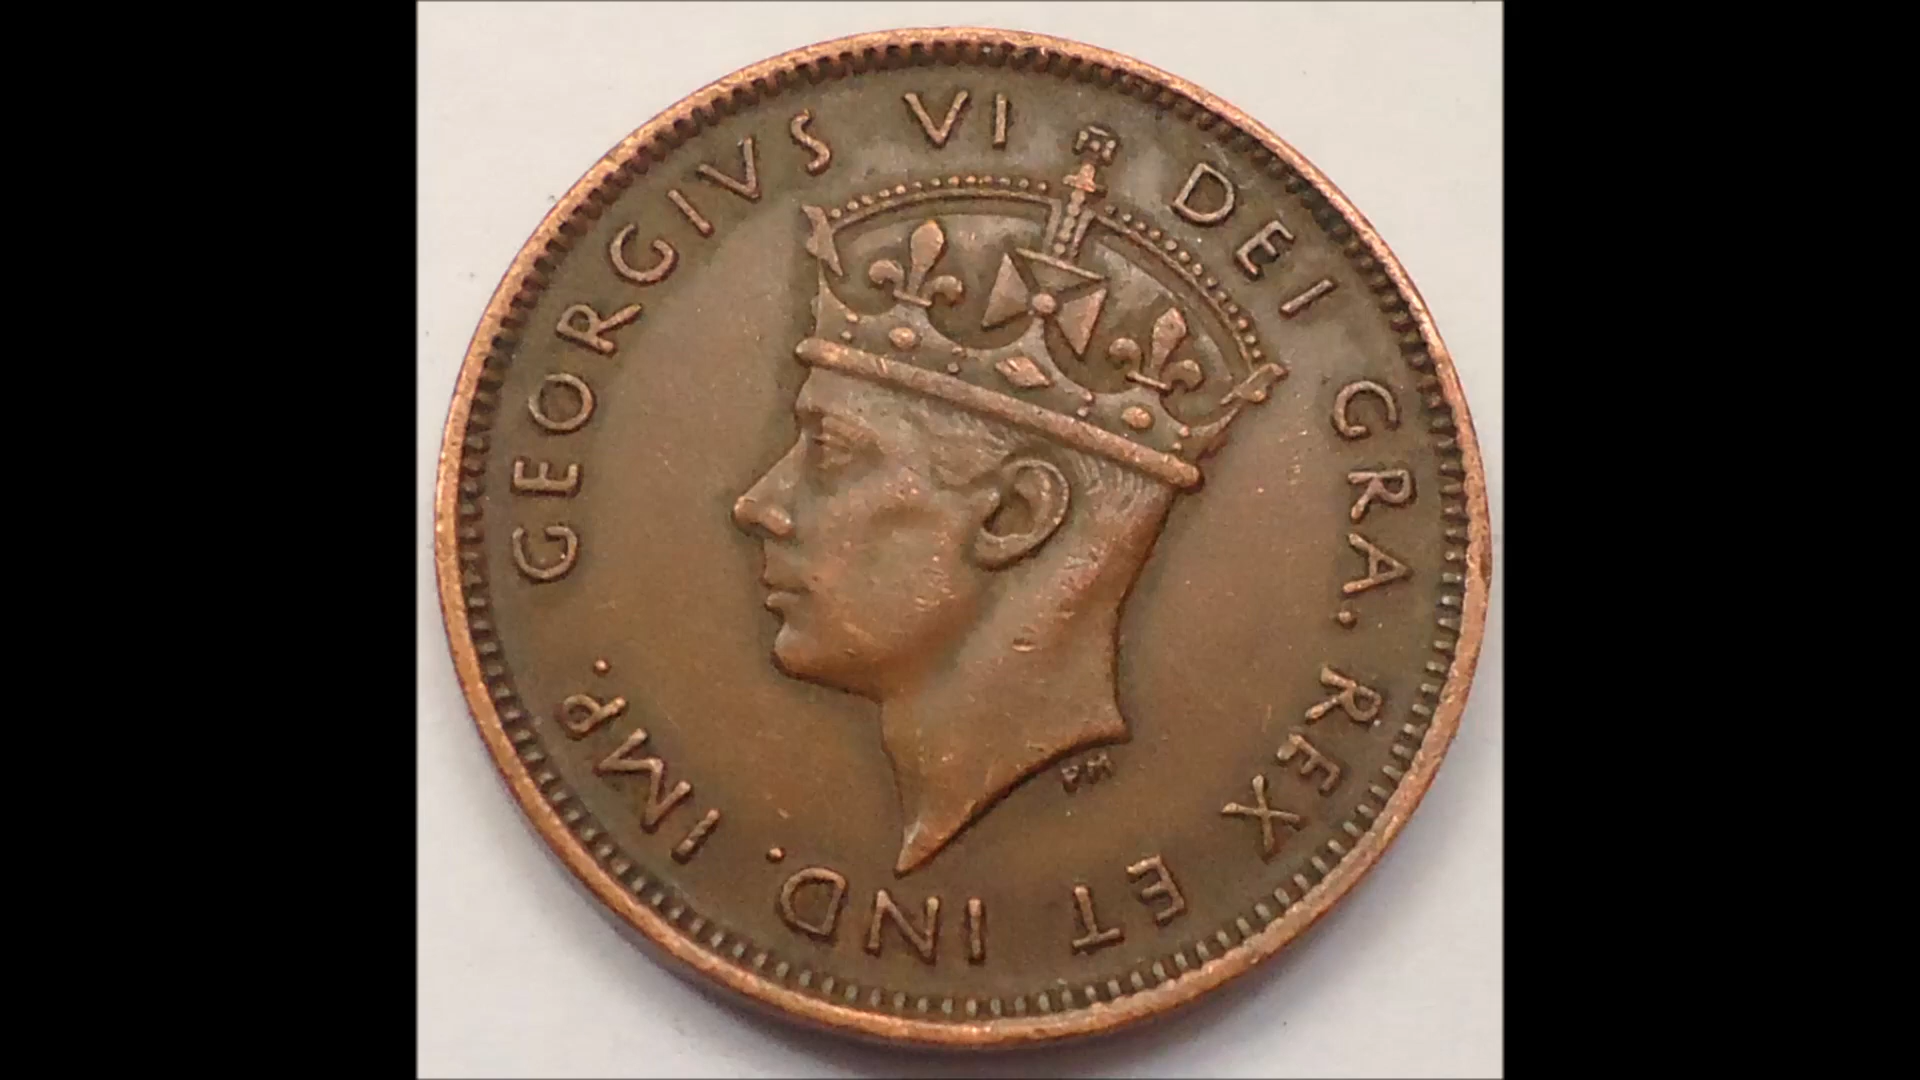 GEORGIVS VI DEI GRA. REX ET IND. IMP.
PM